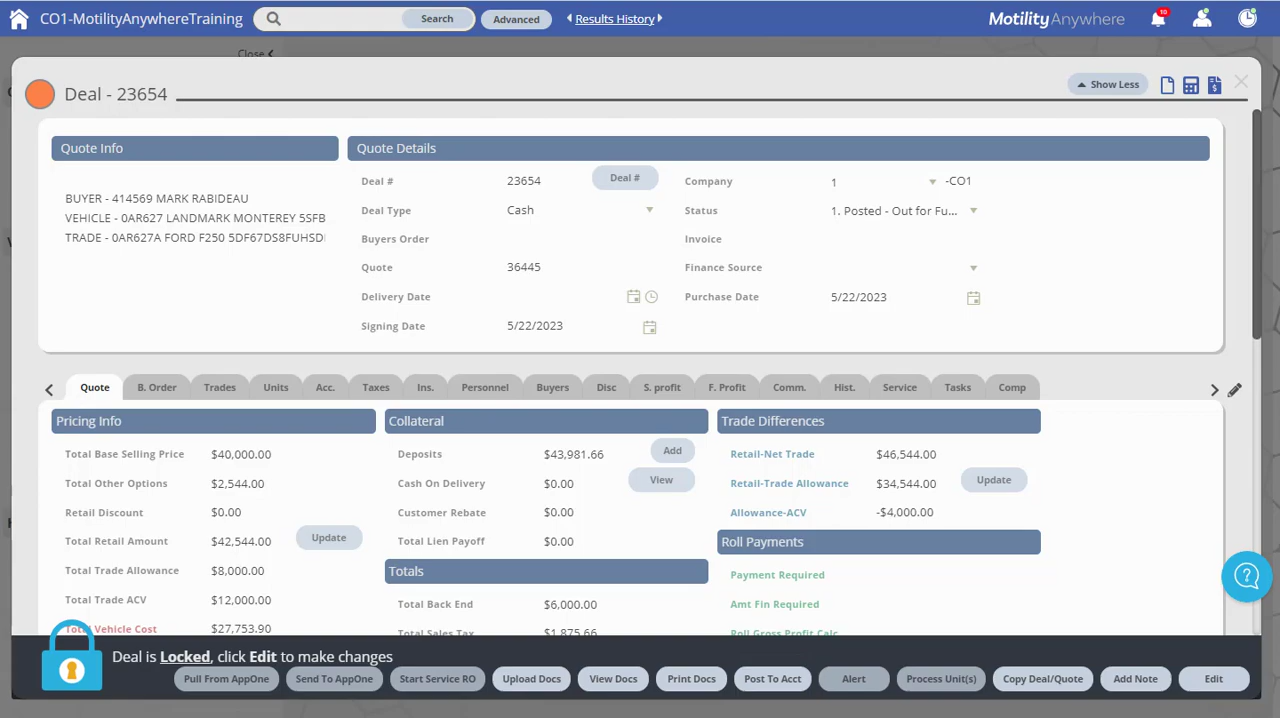 CO1-MotilityAnywhereTraining Search Advanced Results History MotilityAnywhere 10
Close
Deal - 23654 Show Less
Quote Info Quote Details
BUYER - 414569 MARK RABIDEAU
VEHICLE - 0AR627 LANDMARK MONTEREY 5SFB
TRADE - 0AR627A FORD F250 5DF67DS8FUHSD
Deal # 23654 Deal # Company 1 -CO1
Deal Type Cash Status 1. Posted - Out for Fu...
Buyers Order Invoice
Quote 36445 Finance Source
Delivery Date Purchase Date 5/22/2023
Signing Date 5/22/2023
Quote B. Order Trades Units Acc. Taxes Ins. Personnel Buyers Disc S. profit F. Profit Comm. Hist. Service Tasks Comp
Pricing Info
Total Base Selling Price $40,000.00
Total Other Options $2,544.00
Retail Discount $0.00
Total Retail Amount $42,544.00 Update
Total Trade Allowance $8,000.00
Total Trade ACV $12,000.00
Total Vehicle Cost $27,753.90
Collateral
Deposits $43,981.66 Add
Cash On Delivery $0.00 View
Customer Rebate $0.00
Total Lien Payoff $0.00
Totals
Total Back End $6,000.00
Total Sales Tax $1,875.66
Trade Differences
Retail-Net Trade $46,544.00
Retail-Trade Allowance $34,544.00 Update
Allowance-ACV -$4,000.00
Roll Payments
Payment Required
Amt Fin Required
Roll Gross Profit Calc
Deal is Locked, click Edit to make changes
Pull From AppOne Send To AppOne Start Service RO Upload Docs View Docs Print Docs Post To Acct Alert Process Unit(s) Copy Deal/Quote Add Note Edit